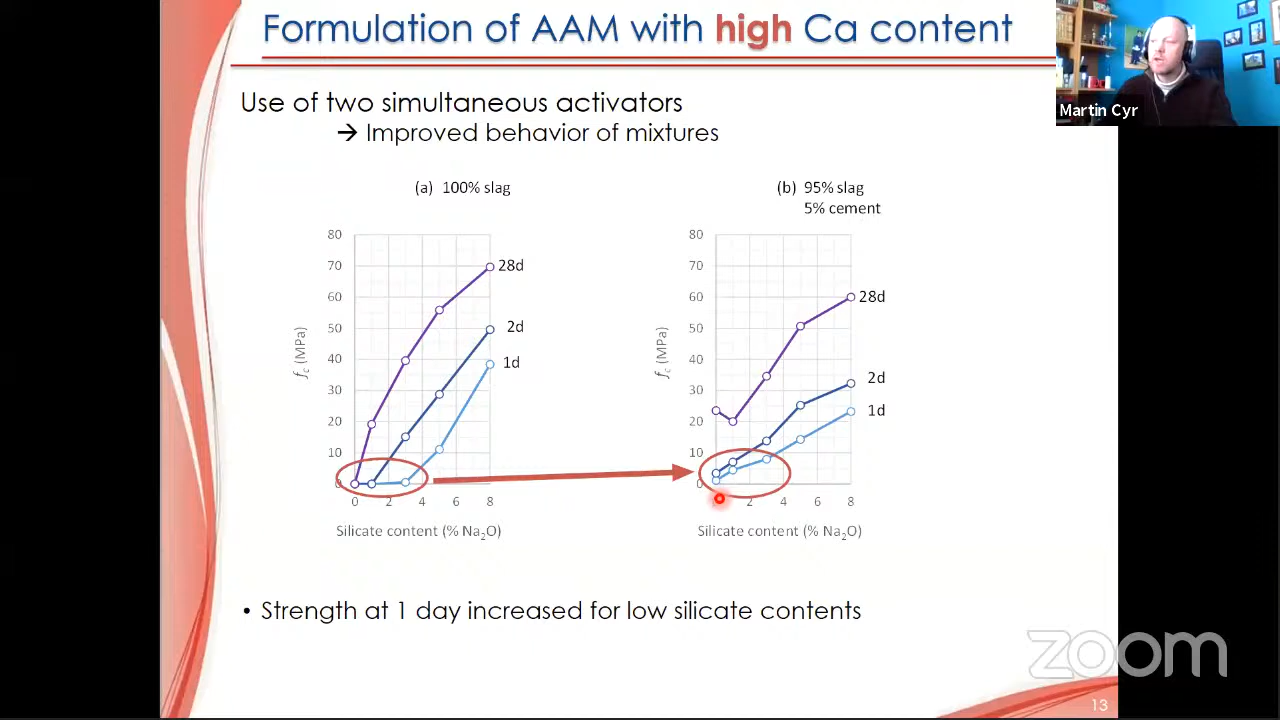 Formulation of AAM with high Ca content
Martin Cyr
Use of two simultaneous activators
→ Improved behavior of mixtures
(a) 100% slag
80
70
60
50
40
30
20
10
0
fc (MPa)
28d
2d
1d
0 2 4 6 8
Silicate content (% Na₂O)
(b) 95% slag
5% cement
80
70
60
50
40
30
20
10
0
fc (MPa)
28d
2d
1d
2 4 6 8
Silicate content (% Na₂O)
• Strength at 1 day increased for low silicate contents
zoom
13